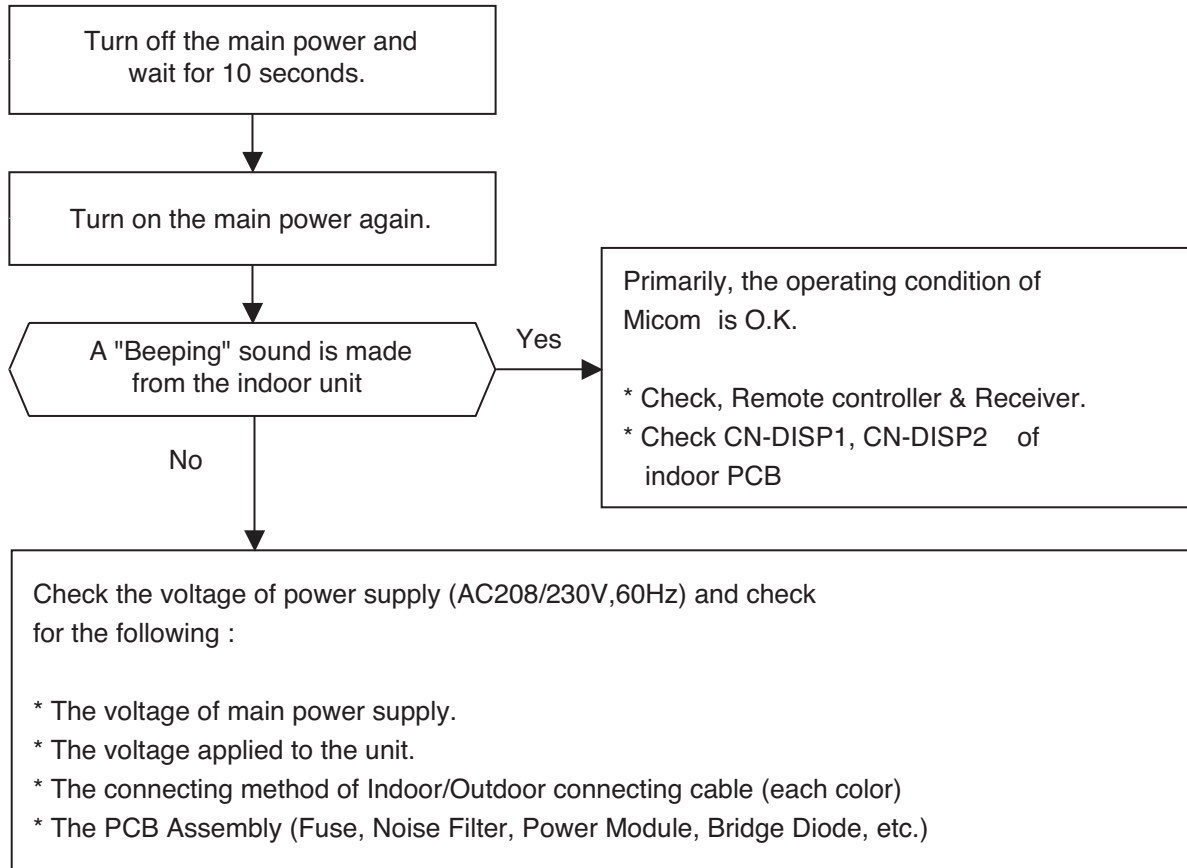 Turn off the main power and
wait for 10 seconds.
Turn on the main power again.
A "Beeping" sound is made
from the indoor unit
Yes
Primarily, the operating condition of
Micom is O.K.
* Check, Remote controller & Receiver.
* Check CN-DISP1, CN-DISP2 of
indoor PCB
No
Check the voltage of power supply (AC208/230V,60Hz) and check
for the following :
* The voltage of main power supply.
* The voltage applied to the unit.
* The connecting method of Indoor/Outdoor connecting cable (each color)
* The PCB Assembly (Fuse, Noise Filter, Power Module, Bridge Diode, etc.)